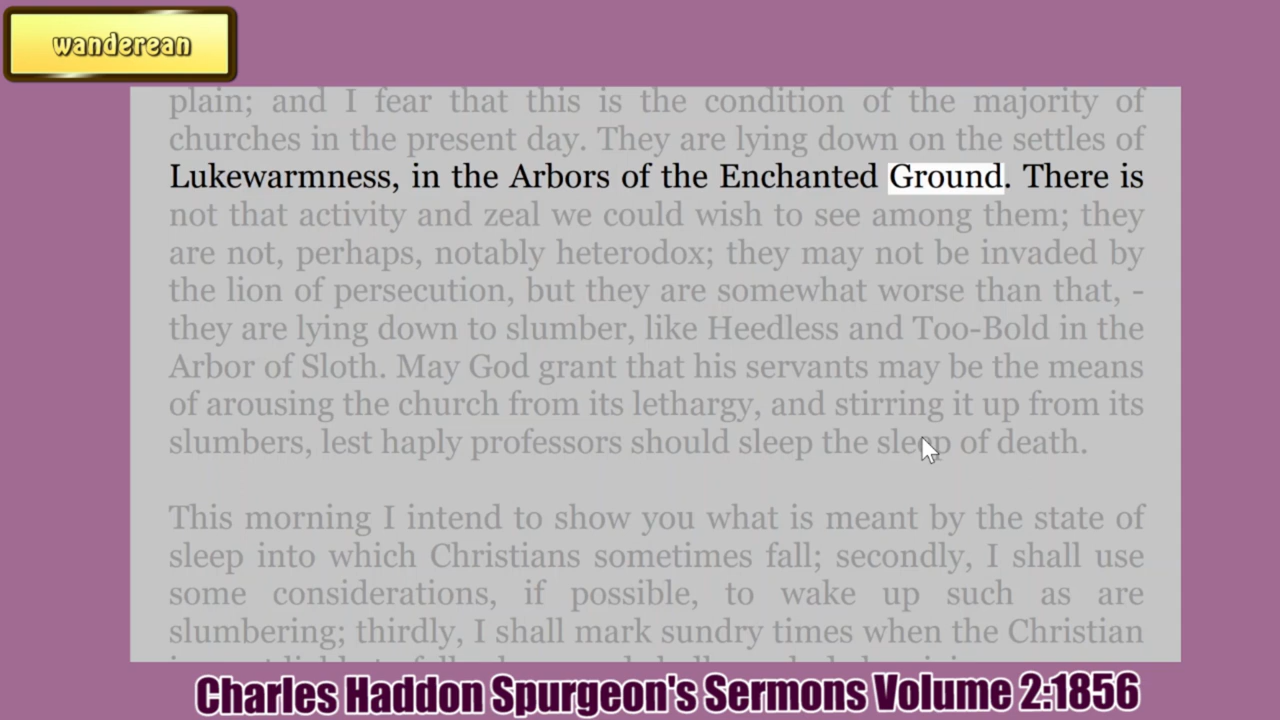 wanderean
plain; and I fear that this is the condition of the majority of
churches in the present day. They are lying down on the settles of
Lukewarmness, in the Arbors of the Enchanted Ground. There is
not that activity and zeal we could wish to see among them; they
are not, perhaps, notably heterodox; they may not be invaded by
the lion of persecution, but they are somewhat worse than that, -
they are lying down to slumber, like Heedless and Too-Bold in the
Arbor of Sloth. May God grant that his servants may be the means
of arousing the church from its lethargy, and stirring it up from its
slumbers, lest haply professors should sleep the sleep of death.
This morning I intend to show you what is meant by the state of
sleep into which Christians sometimes fall; secondly, I shall use
some considerations, if possible, to wake up such as are
slumbering; thirdly, I shall mark sundry times when the Christian
Charles Haddon Spurgeon's Sermons Volume 2:1856